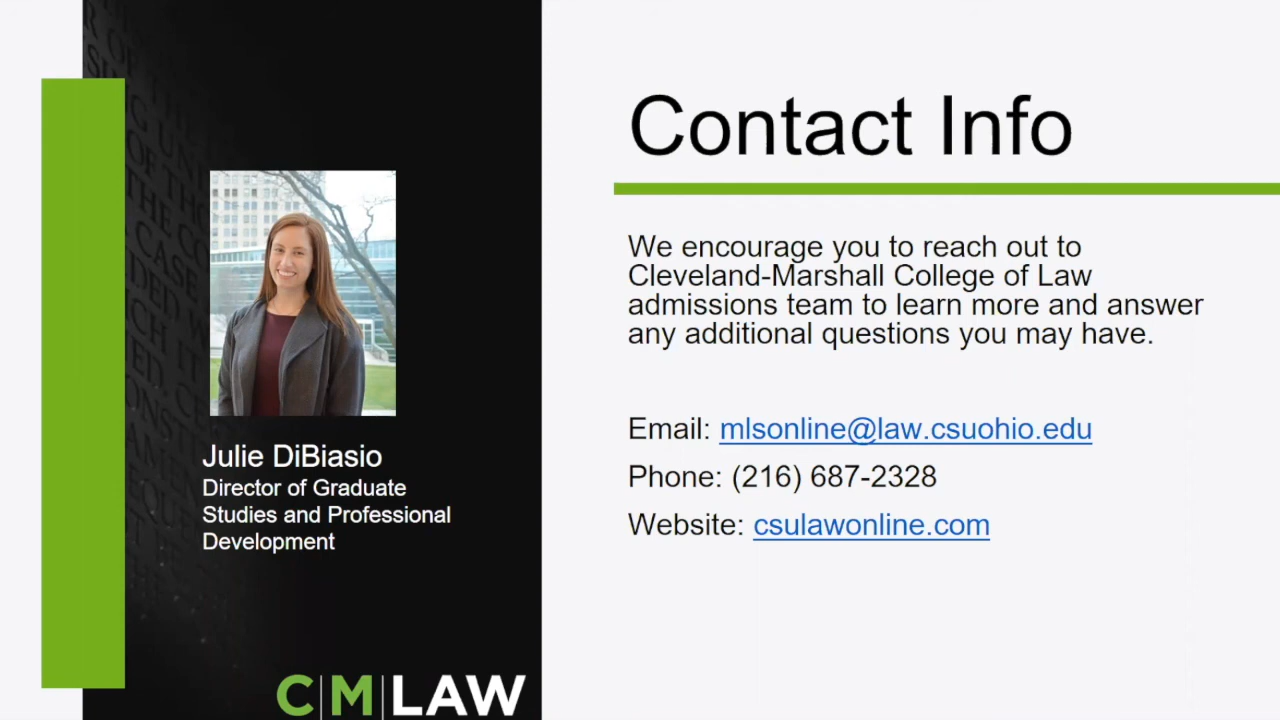 Contact Info
We encourage you to reach out to
Cleveland-Marshall College of Law
admissions team to learn more and answer
any additional questions you may have.
Email: mlsonline@law.csuohio.edu
Phone: (216) 687-2328
Website: csulawonline.com
Julie DiBiasio
Director of Graduate
Studies and Professional
Development
C|M|LAW